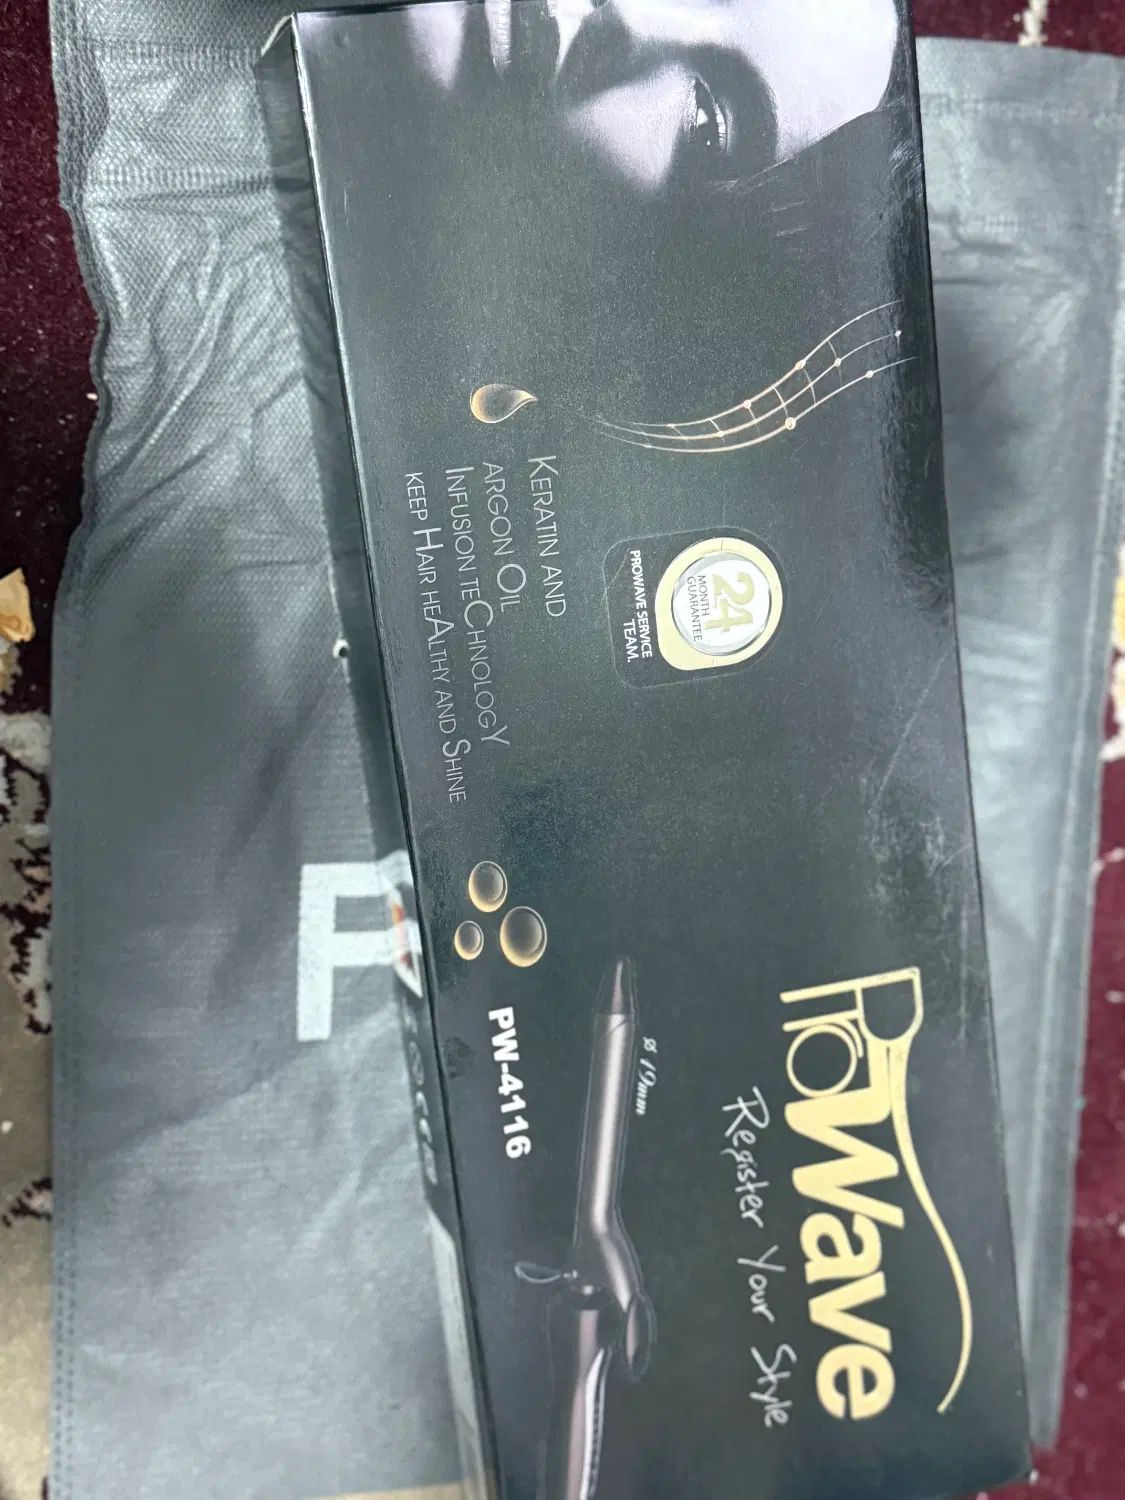 ProWave
Register Your Style
24
MONTH
GUARANTEE
PROWAVE SERVICE
TEAM.
KERATIN AND
ARGON OIL
INFUSION TECHNOLOGY
KEEP HAIR HEALTHY AND SHINE
ø 19mm
PW-4116